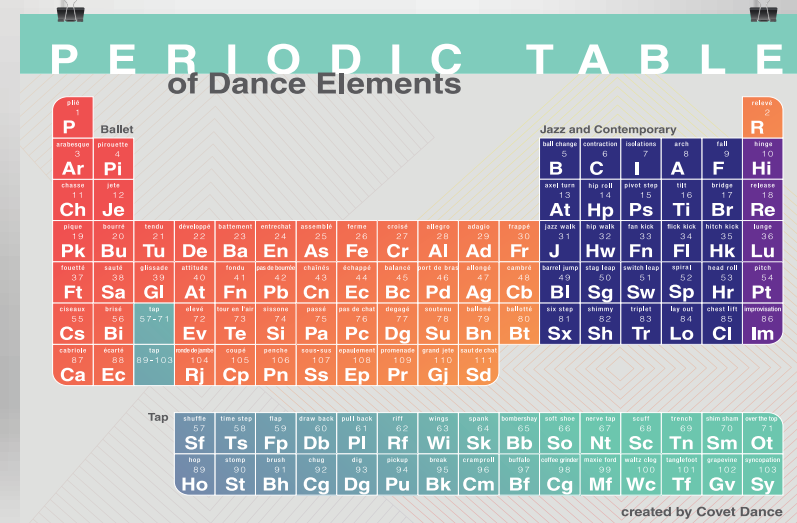 PERIODIC TABLE
of Dance Elements
plié relevé
1 2
P Ballet Jazz and Contemporary R
arabesque pirouette ball change contraction isolations arch fall hinge
3 4 5 6 7 8 9 10
Ar Pi B C I A F Hi
chasse jete axel turn hip roll pivot step tilt bridge release
11 12 13 14 15 16 17 18
Ch Je At Hp Ps Ti Br Re
pique bourré tendu développé battement entrechat assemblé ferme croisé allegro adagio frappé jazz walk hip walk fan kick flick kick hitch kick lunge
19 20 21 22 23 24 25 26 27 28 29 30 31 32 33 34 35 36
Pk Bu Tu De Ba En As Fe Cr Al Ad Fr J Hw Fn Fl Hk Lu
fouetté sauté glissade attitude fondu pas de bourrée chaînés échappé balancé port de bras allongé cambré barrel jump stag leap switch leap spiral head roll pitch
37 38 39 40 41 42 43 44 45 46 47 48 49 50 51 52 53 54
Ft Sa Gl At Fn Pb Cn Ec Bc Pd Ag Cb Bl Sg Sw Sp Hr Pt
ciseaux brisé tap elevé tour en l'air sissone passé pas de chat degagé soutenu balloné ballotté six step shimmy triplet lay out chest lift improvisation
55 56 57-71 72 73 74 75 76 77 78 79 80 81 82 83 84 85 86
Cs Bi Ev Te Si Pa Pc Dg Su Bn Bt Sx Sh Tr Lo Cl Im
cabriole écarté tap ronde de jambe coupé penche sous-sus epaulement promenade grand jete saut de chat
87 88 89-103 104 105 106 107 108 109 110 111
Ca Ec Rj Cp Pn Ss Ep Pr Gj Sd
Tap shuffle time step flap draw back pull back riff wings spank bombershay soft shoe nerve tap scuff trench shim sham over the top
57 58 59 60 61 62 63 64 65 66 67 68 69 70 71
Sf Ts Fp Db Pl Rf Wi Sk Bb So Nt Sc Tn Sm Ot
hop stomp brush chug dig pickup break cramproll buffalo coffee grinder maxie ford waltz clog tanglefoot grapevine syncopation
89 90 91 92 93 94 95 96 97 98 99 100 101 102 103
Ho St Bh Cg Dg Pu Bk Cm Bf Cg Mf Wc Tf Gv Sy
created by Covet Dance